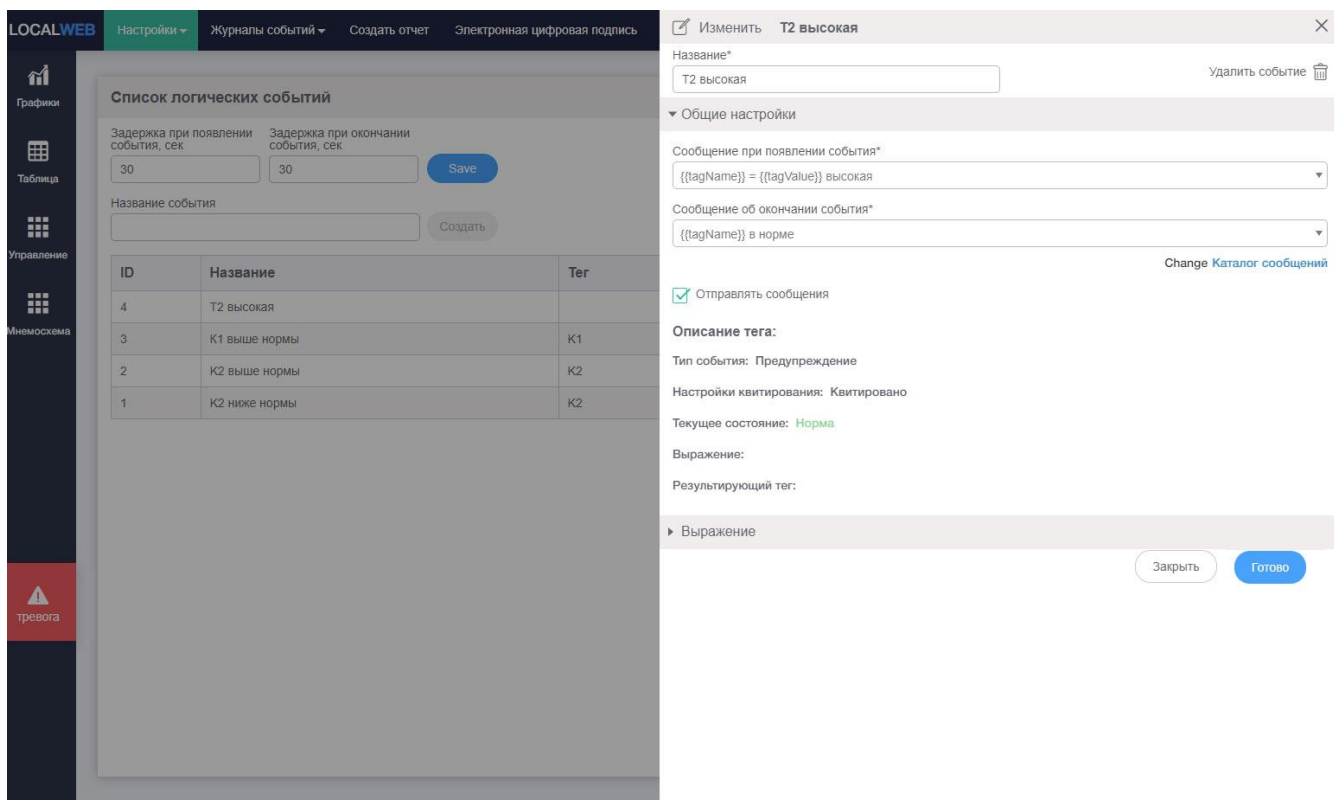 LOCALWEB
Настройки
Журналы событий
Создать отчет
Электронная цифровая подпись
Графики
Таблица
Управление
Мнемосхема
тревога
Список логических событий
Задержка при появлении события, сек
Задержка при окончании события, сек
30
30
Save
Название события
Создать
ID Название Тег
4 Т2 высокая
3 К1 выше нормы K1
2 К2 выше нормы K2
1 К2 ниже нормы K2
Изменить Т2 высокая
Название*
Т2 высокая
Удалить событие
Общие настройки
Сообщение при появлении события*
{{tagName}} = {{tagValue}} высокая
Сообщение об окончании события*
{{tagName}} в норме
Change Каталог сообщений
Отправлять сообщения
Описание тега:
Тип события: Предупреждение
Настройки квитирования: Квитировано
Текущее состояние: Норма
Выражение:
Результирующий тег:
Выражение
Закрыть
Готово